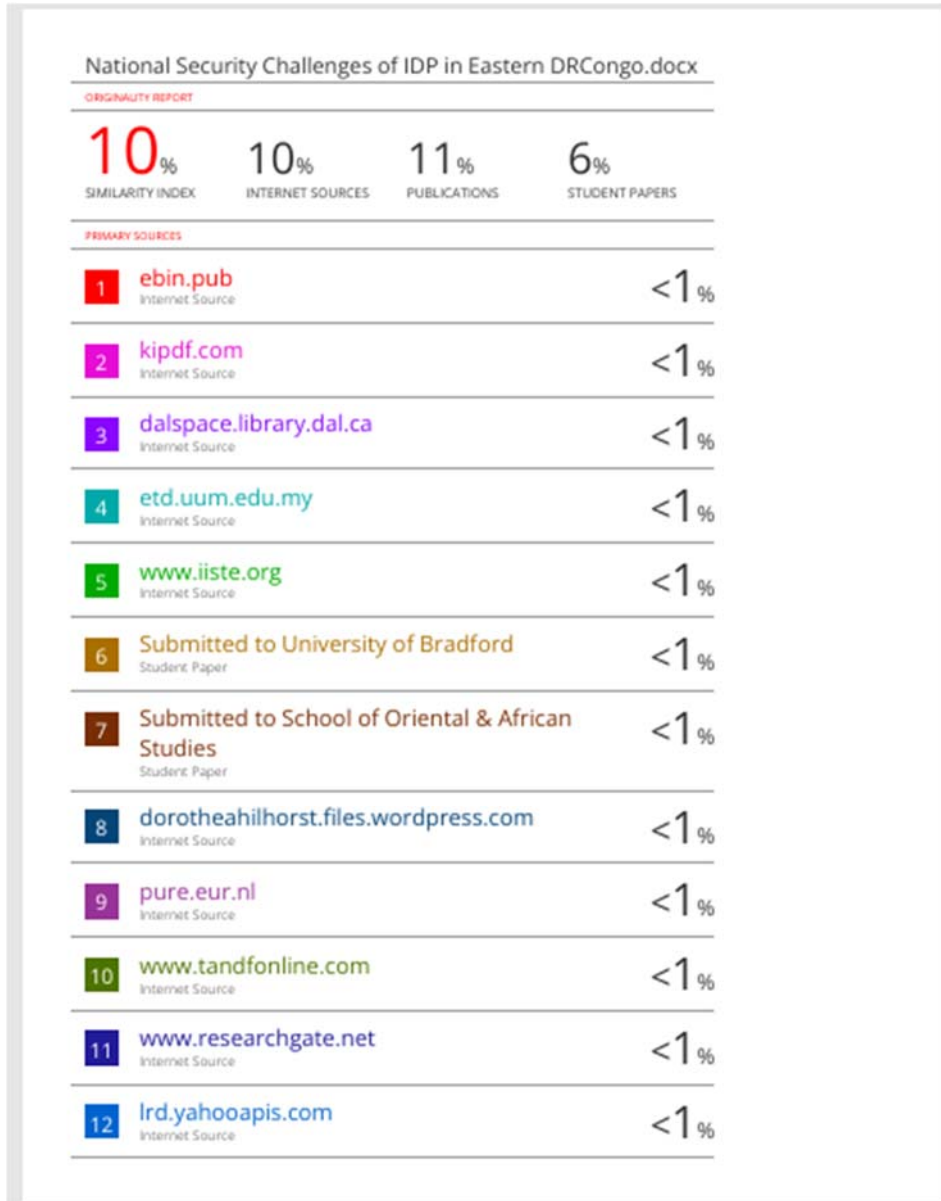 National Security Challenges of IDP in Eastern DRCongo.docx
ORIGINALITY REPORT
10% 10% 11% 6%
SIMILARITY INDEX INTERNET SOURCES PUBLICATIONS STUDENT PAPERS
PRIMARY SOURCES
1 ebin.pub <1%
Internet Source
2 kipdf.com <1%
Internet Source
3 dalspace.library.dal.ca <1%
Internet Source
4 etd.uum.edu.my <1%
Internet Source
5 www.iiste.org <1%
Internet Source
6 Submitted to University of Bradford <1%
Student Paper
7 Submitted to School of Oriental & African <1%
Studies
Student Paper
8 dorotheahilhorst.files.wordpress.com <1%
Internet Source
9 pure.eur.nl <1%
Internet Source
10 www.tandfonline.com <1%
Internet Source
11 www.researchgate.net <1%
Internet Source
12 lrd.yahooapis.com <1%
Internet Source